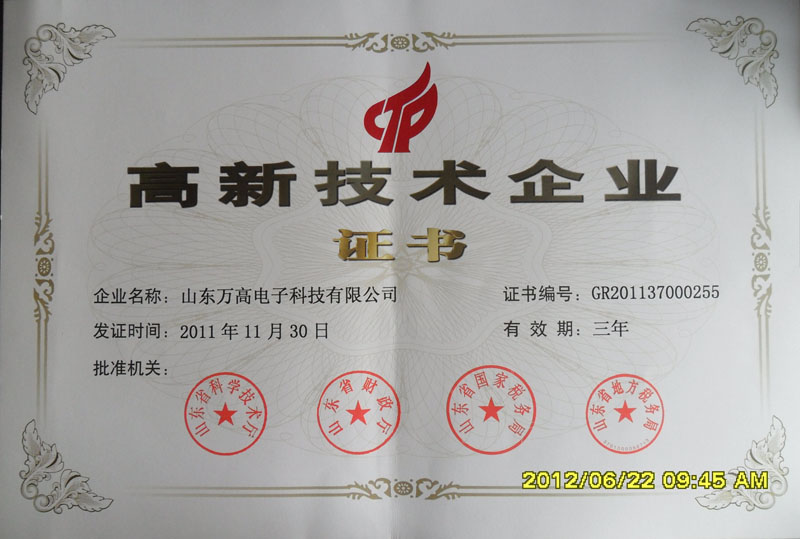 高新技术企业
证书
企业名称：山东万高电子科技有限公司
证书编号：GR201137000255
发证时间：2011年11月30日
有效期：三年
批准机关：
山东省科学技术厅
山东省财政厅
山东省国家税务局
山东省地方税务局
2012/06/22 09:45 AM